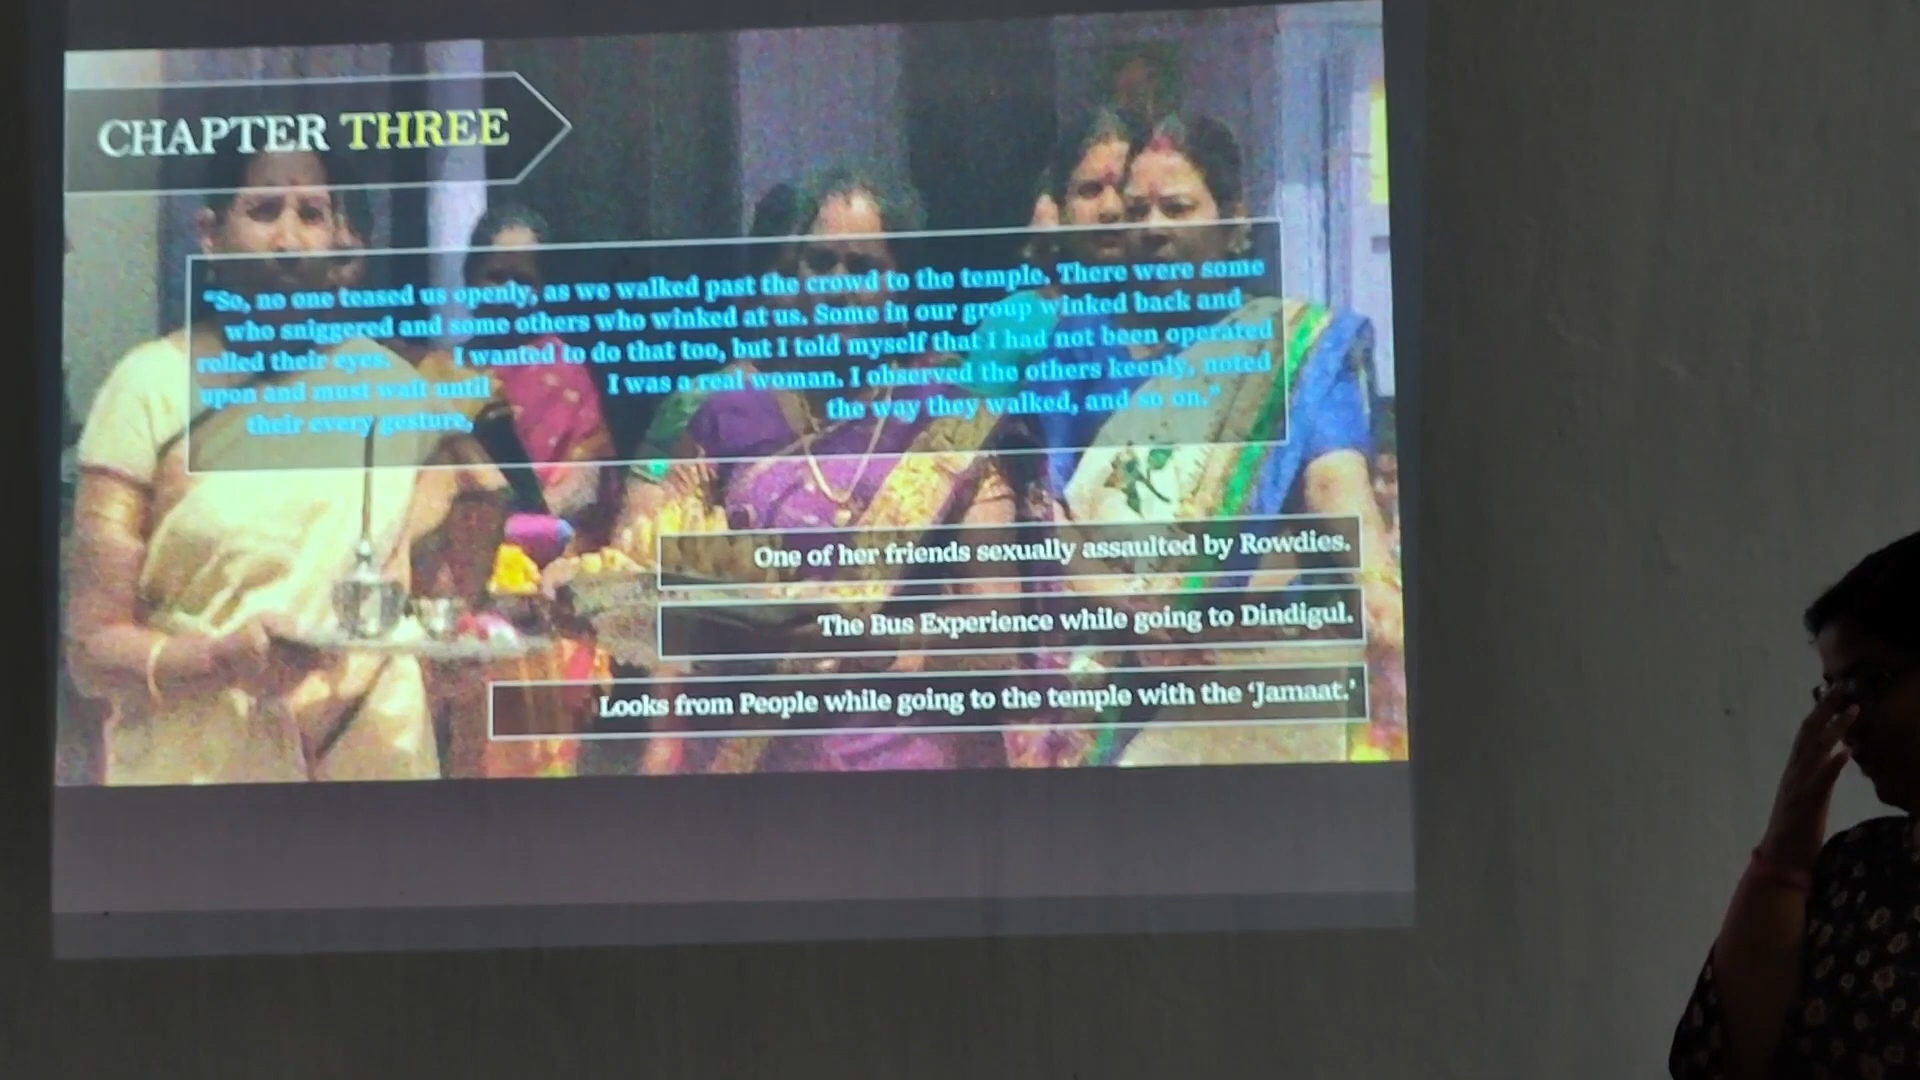 CHAPTER THREE
“So, no one teased us openly, as we walked past the crowd to the temple. There were some
who sniggered and some others who winked at us. Some in our group winked back and
rolled their eyes. I wanted to do that too, but I told myself that I had not been operated
upon and must wait until I was a real woman. I observed the others keenly, noted
their every gesture, the way they walked, and so on.”
One of her friends sexually assaulted by Rowdies.
The Bus Experience while going to Dindigul.
Looks from People while going to the temple with the ‘Jamaat.’